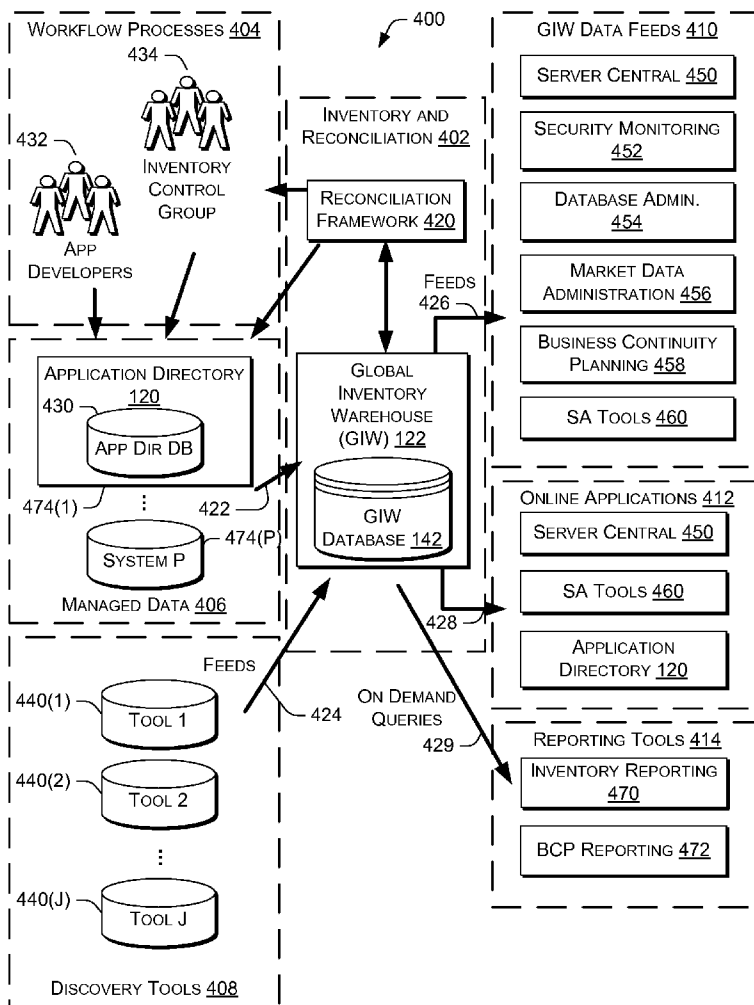 400
WORKFLOW PROCESSES 404
434
432
INVENTORY
CONTROL
GROUP
APP
DEVELOPERS
INVENTORY AND
RECONCILIATION 402
RECONCILIATION
FRAMEWORK 420
FEEDS
426
GLOBAL
INVENTORY
WAREHOUSE
(GIW) 122
GIW
DATABASE 142
428
APPLICATION DIRECTORY
120
430
APP DIR DB
474(1)
422
474(P)
SYSTEM P
MANAGED DATA 406
FEEDS
424
440(1)
TOOL 1
440(2)
TOOL 2
440(J)
TOOL J
DISCOVERY TOOLS 408
ON DEMAND
QUERIES
429
GIW DATA FEEDS 410
SERVER CENTRAL 450
SECURITY MONITORING
452
DATABASE ADMIN.
454
MARKET DATA
ADMINISTRATION 456
BUSINESS CONTINUITY
PLANNING 458
SA TOOLS 460
ONLINE APPLICATIONS 412
SERVER CENTRAL 450
SA TOOLS 460
APPLICATION
DIRECTORY 120
REPORTING TOOLS 414
INVENTORY REPORTING
470
BCP REPORTING 472